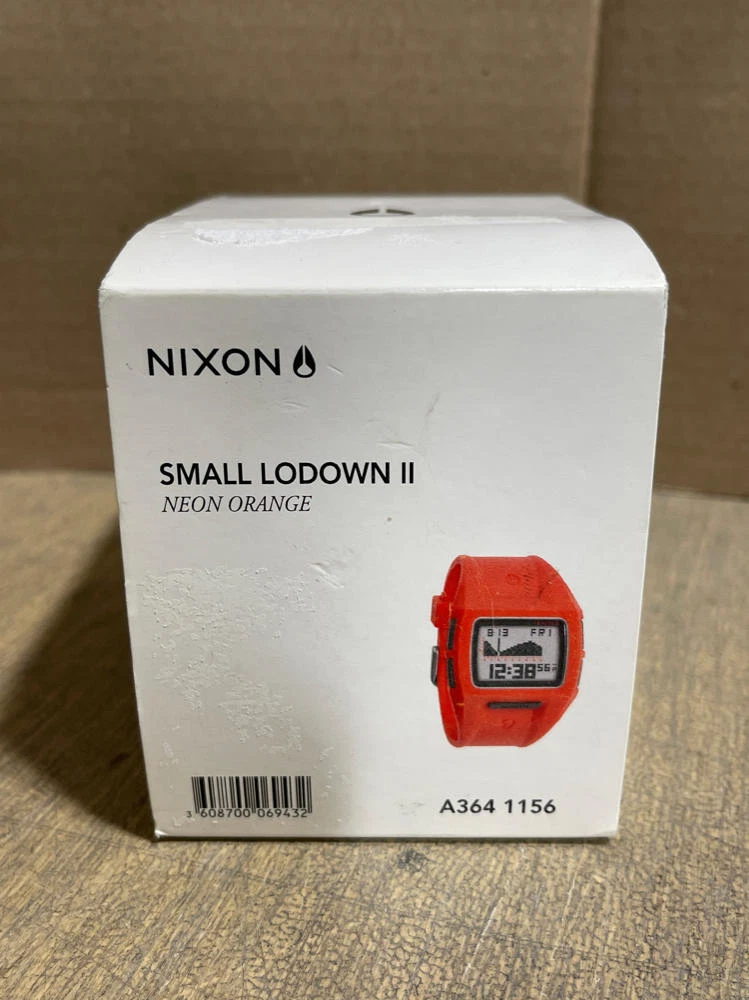 NIXON
SMALL LODOWN II
NEON ORANGE
8 13 FRI
12:38 56
A364 1156
3 608700 069432